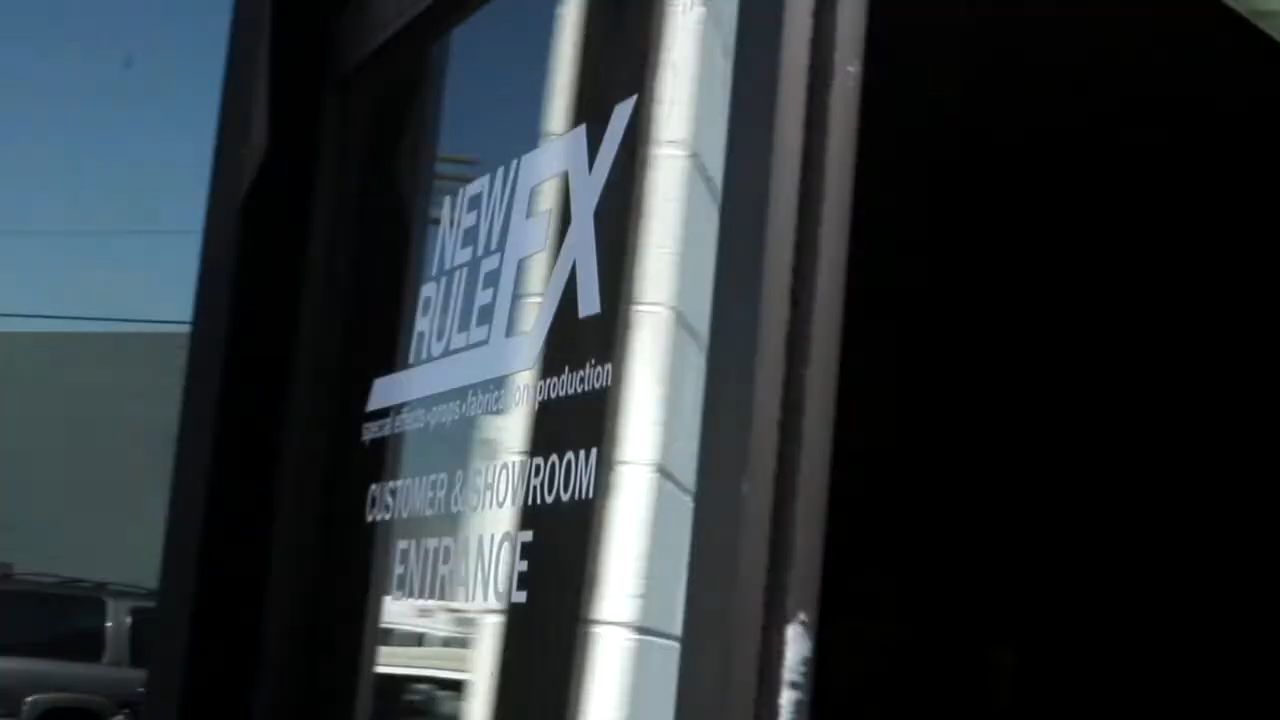 NEW
RULE
FX
special effects•props•fabrication•production
CUSTOMER & SHOWROOM
ENTRANCE